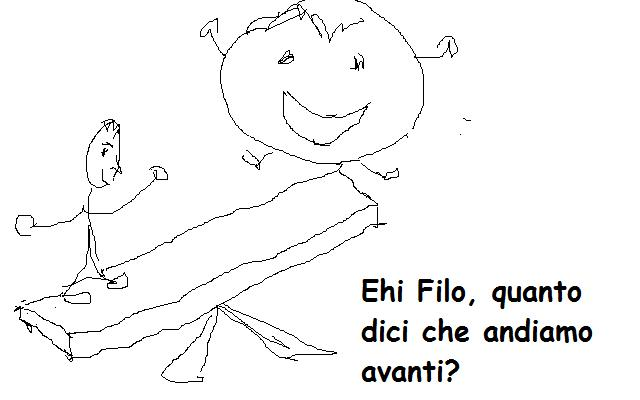 Ehi Filo, quanto
dici che andiamo
avanti?